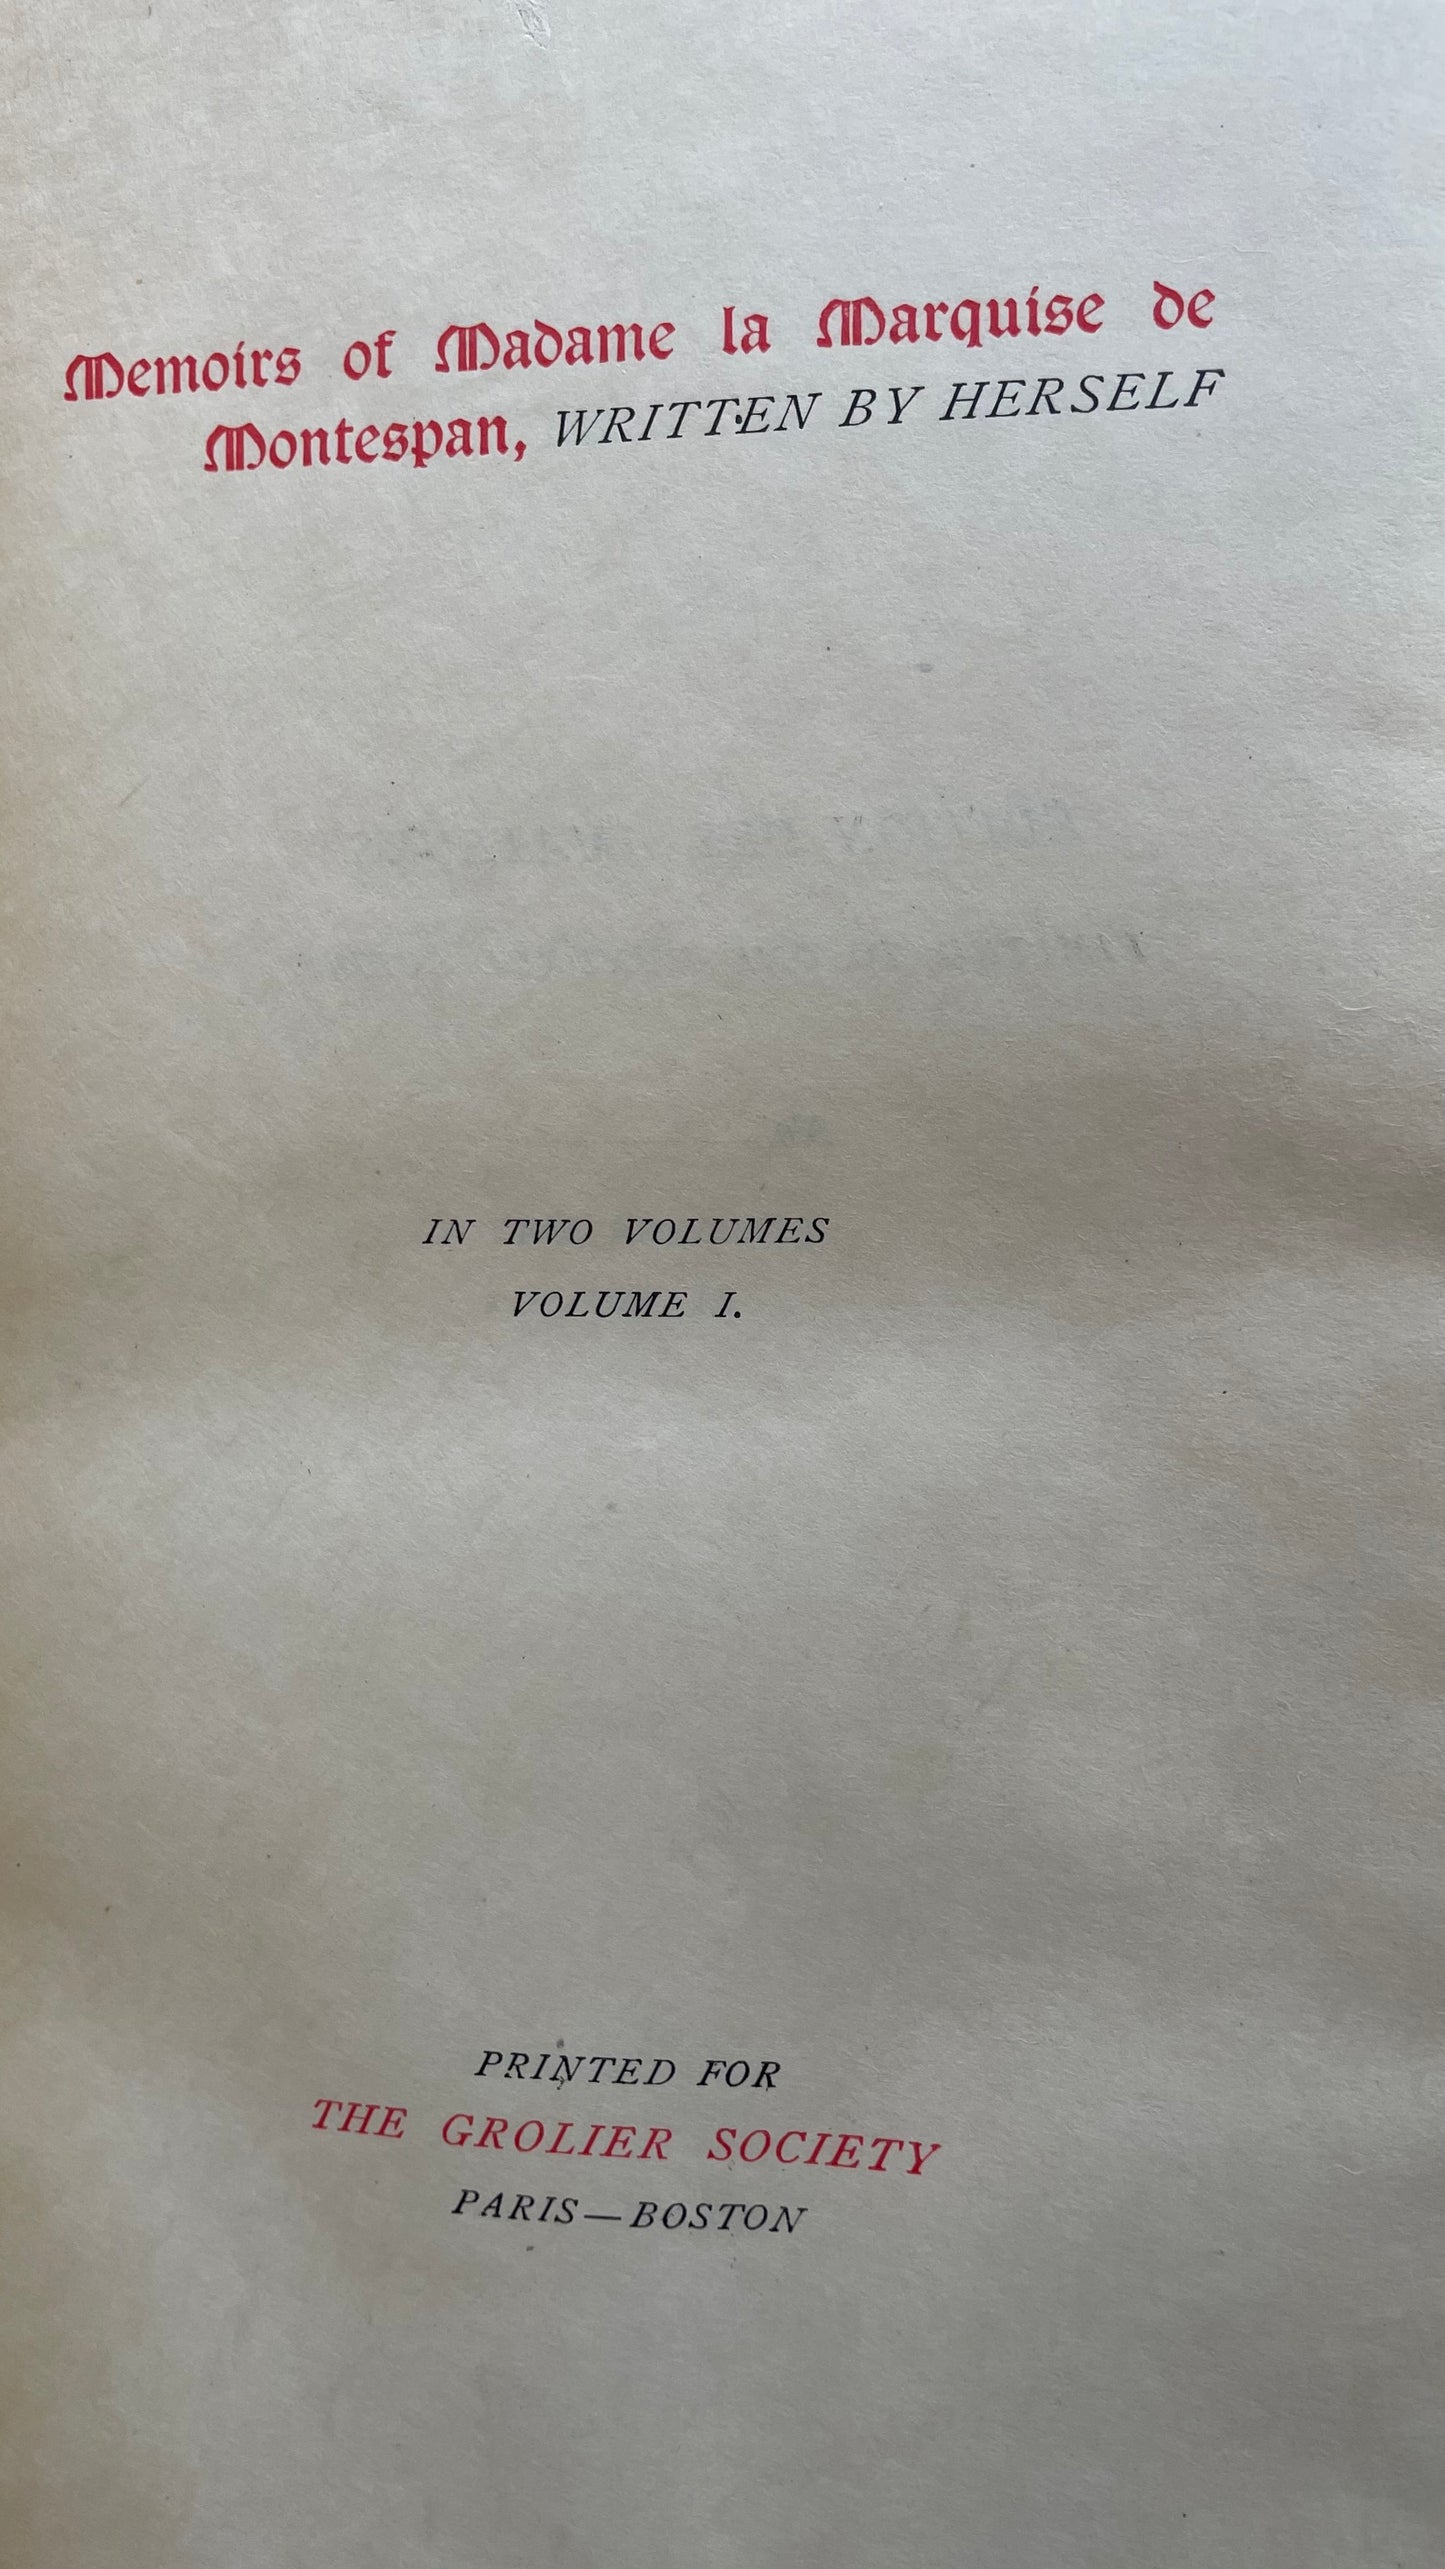 Memoirs of Madame la Marquise de
Montespan, WRITTEN BY HERSELF
IN TWO VOLUMES
VOLUME I.
PRINTED FOR
THE GROLIER SOCIETY
PARIS—BOSTON